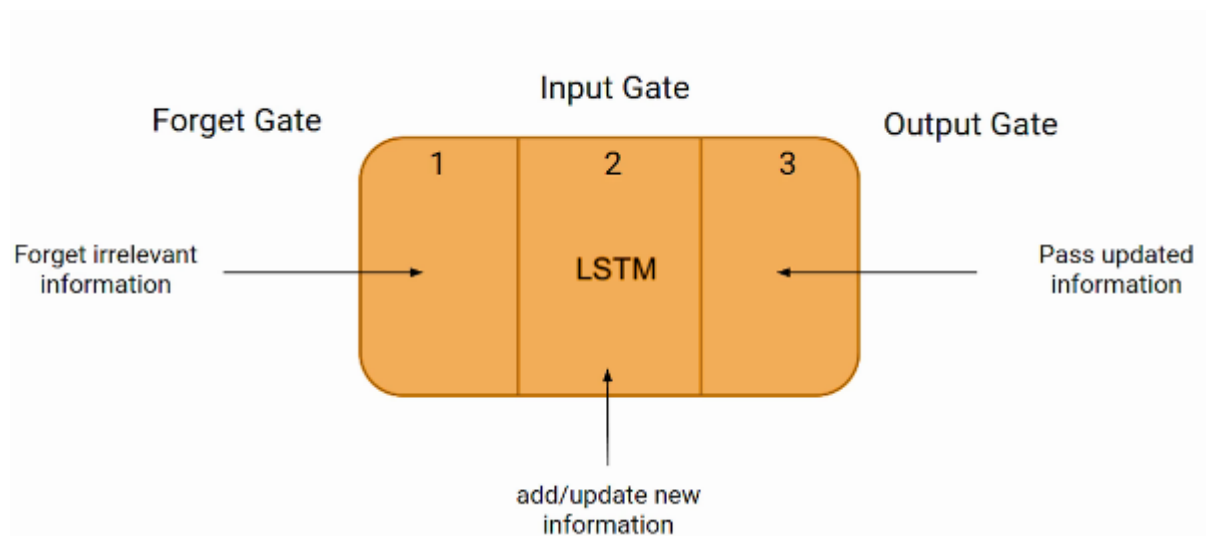 Input Gate
Forget Gate
Output Gate
1
2
3
Forget irrelevant
information
LSTM
Pass updated
information
add/update new
information